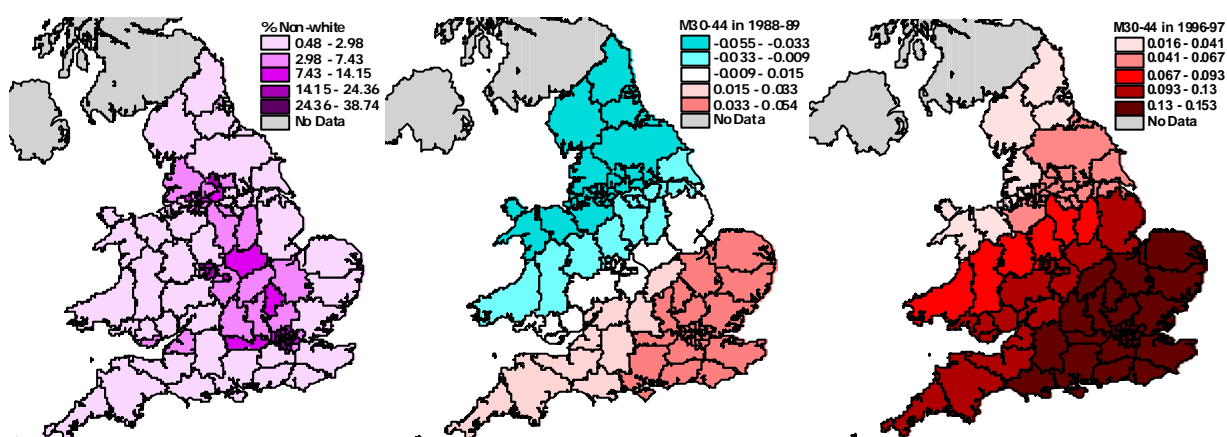 % Non-white
0.48 - 2.98
2.98 - 7.43
7.43 - 14.15
14.15 - 24.36
24.36 - 38.74
No Data
M30-44 in 1988-89
-0.055 - -0.033
-0.033 - -0.009
-0.009 - 0.015
0.015 - 0.033
0.033 - 0.054
No Data
M30-44 in 1996-97
0.016 - 0.041
0.041 - 0.067
0.067 - 0.093
0.093 - 0.13
0.13 - 0.153
No Data